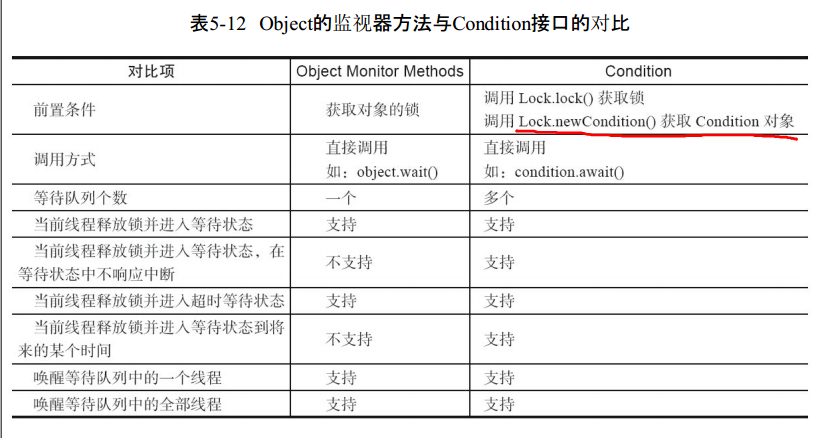 表5-12 Object的监视器方法与Condition接口的对比
对比项 Object Monitor Methods Condition
前置条件 获取对象的锁 调用 Lock.lock() 获取锁
调用 Lock.newCondition() 获取 Condition 对象
调用方式 直接调用 直接调用
如：object.wait() 如：condition.await()
等待队列个数 一个 多个
当前线程释放锁并进入等待状态 支持 支持
当前线程释放锁并进入等待状态，在
等待状态中不响应中断 不支持 支持
当前线程释放锁并进入超时等待状态 支持 支持
当前线程释放锁并进入等待状态到将
来的某个时间 不支持 支持
唤醒等待队列中的一个线程 支持 支持
唤醒等待队列中的全部线程 支持 支持